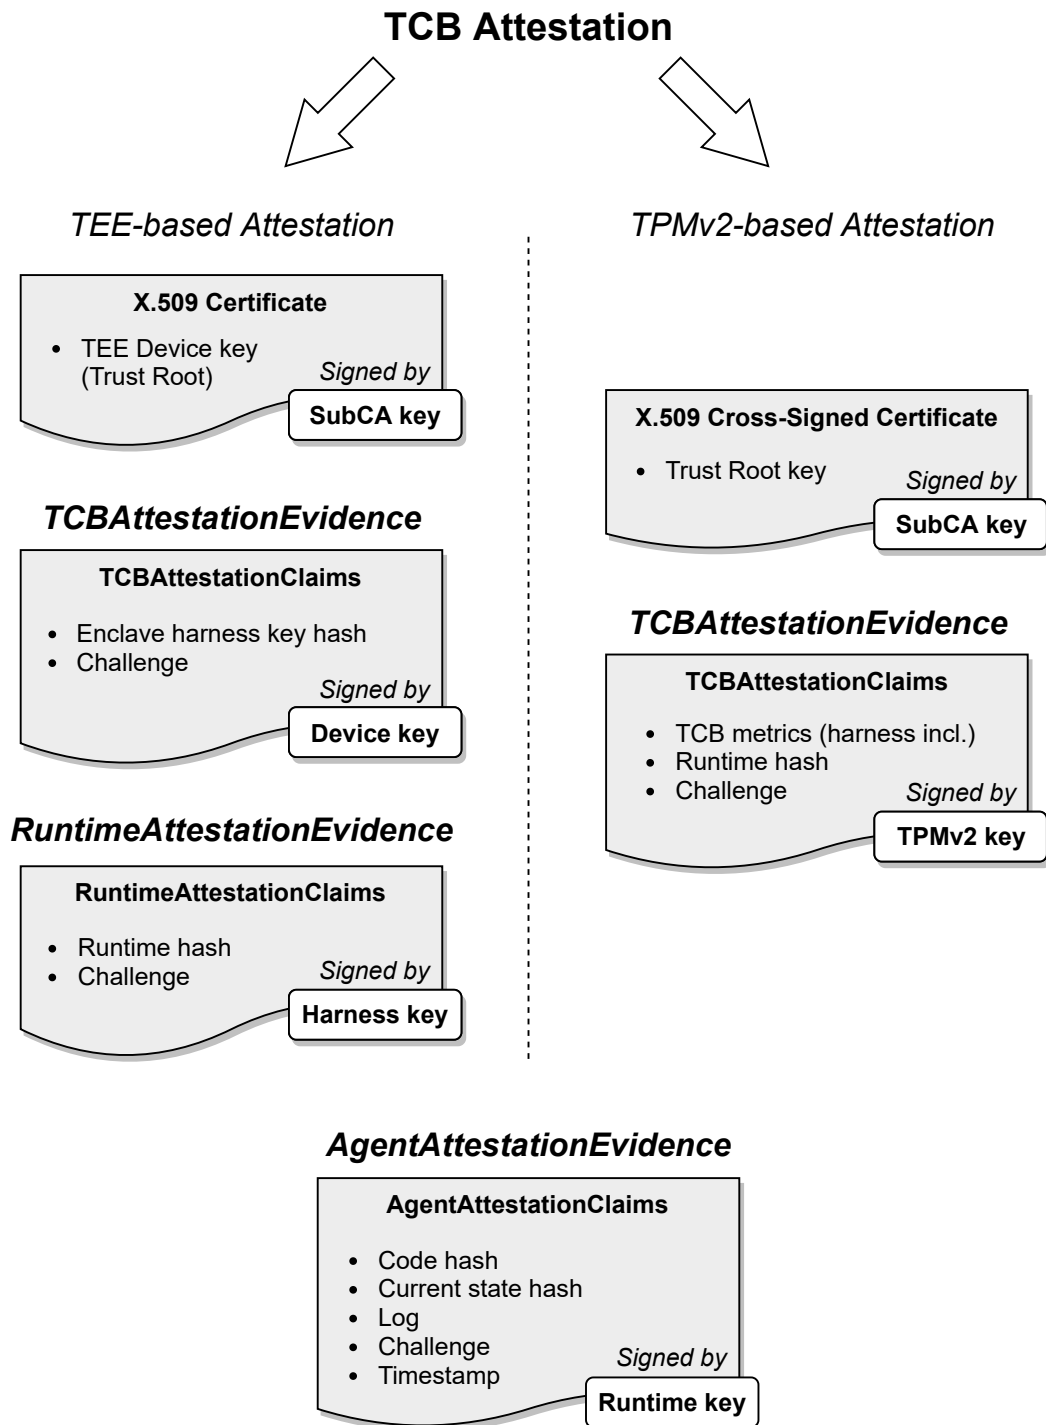 TCB Attestation
TEE-based Attestation
X.509 Certificate
• TEE Device key
(Trust Root)
Signed by
SubCA key
TCBAttestationEvidence
TCBAttestationClaims
• Enclave harness key hash
• Challenge
Signed by
Device key
RuntimeAttestationEvidence
RuntimeAttestationClaims
• Runtime hash
• Challenge
Signed by
Harness key
TPMv2-based Attestation
X.509 Cross-Signed Certificate
• Trust Root key
Signed by
SubCA key
TCBAttestationEvidence
TCBAttestationClaims
• TCB metrics (harness incl.)
• Runtime hash
• Challenge
Signed by
TPMv2 key
AgentAttestationEvidence
AgentAttestationClaims
• Code hash
• Current state hash
• Log
• Challenge
• Timestamp
Signed by
Runtime key